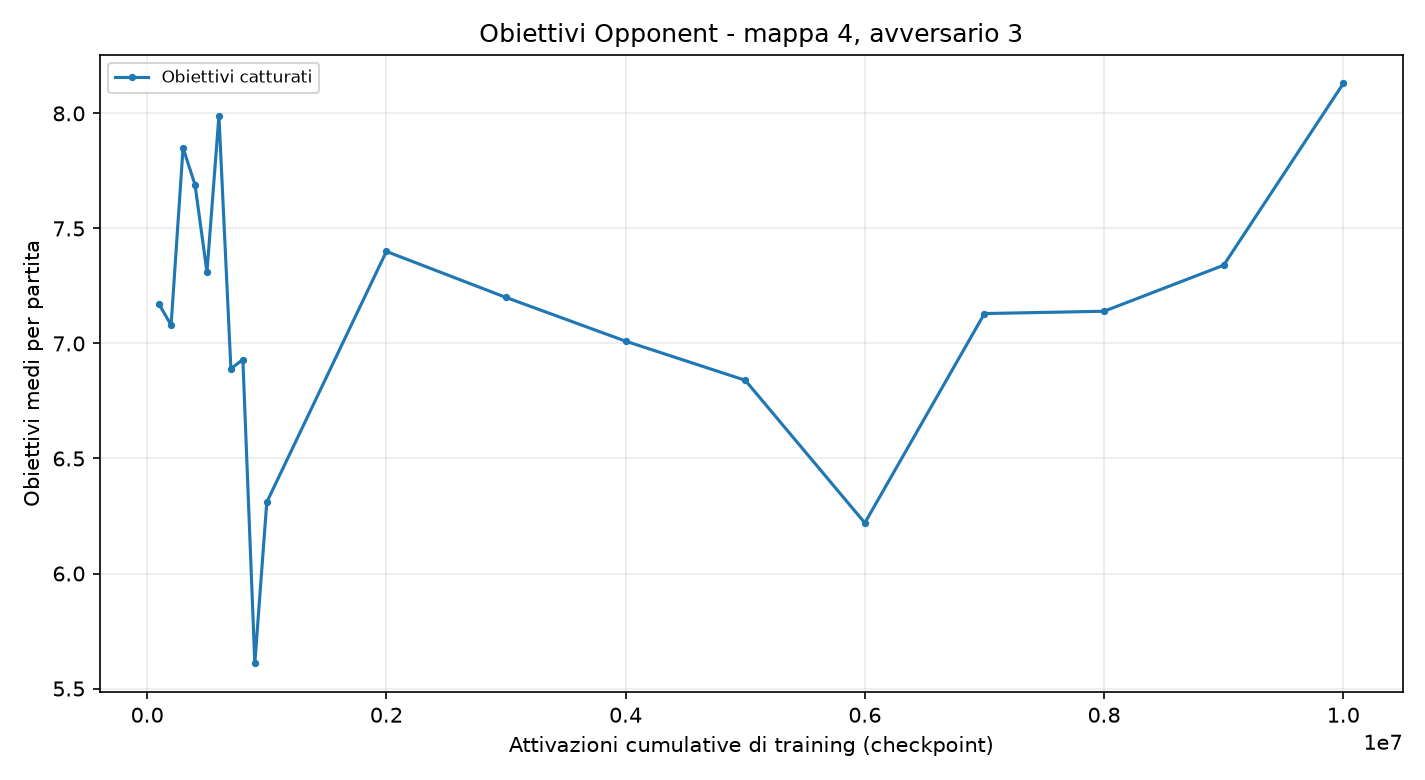 Obiettivi Opponent - mappa 4, avversario 3
Obiettivi catturati
Obiettivi medi per partita
8.0
7.5
7.0
6.5
6.0
5.5
0.0 0.2 0.4 0.6 0.8 1.0
1e7
Attivazioni cumulative di training (checkpoint)